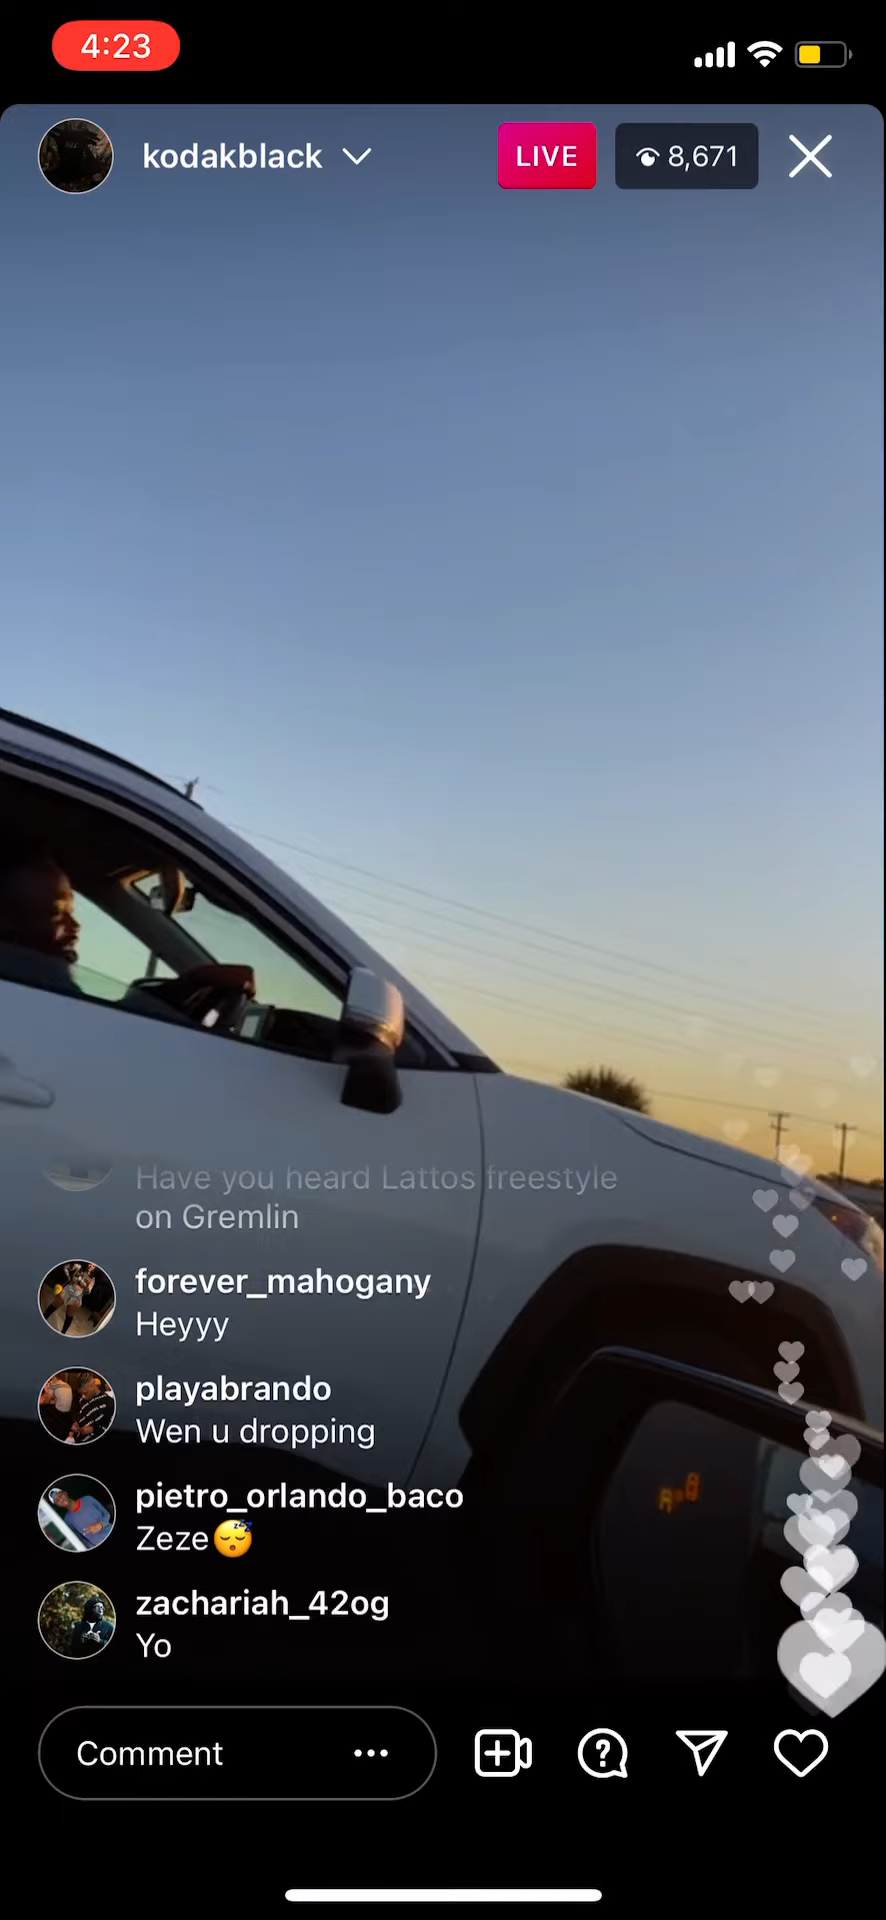 4:23
kodakblack
LIVE
8,671
Have you heard Lattos freestyle
on Gremlin
forever_mahogany
Heyyy
playabrando
Wen u dropping
pietro_orlando_baco
Zeze😴
zachariah_42og
Yo
Comment